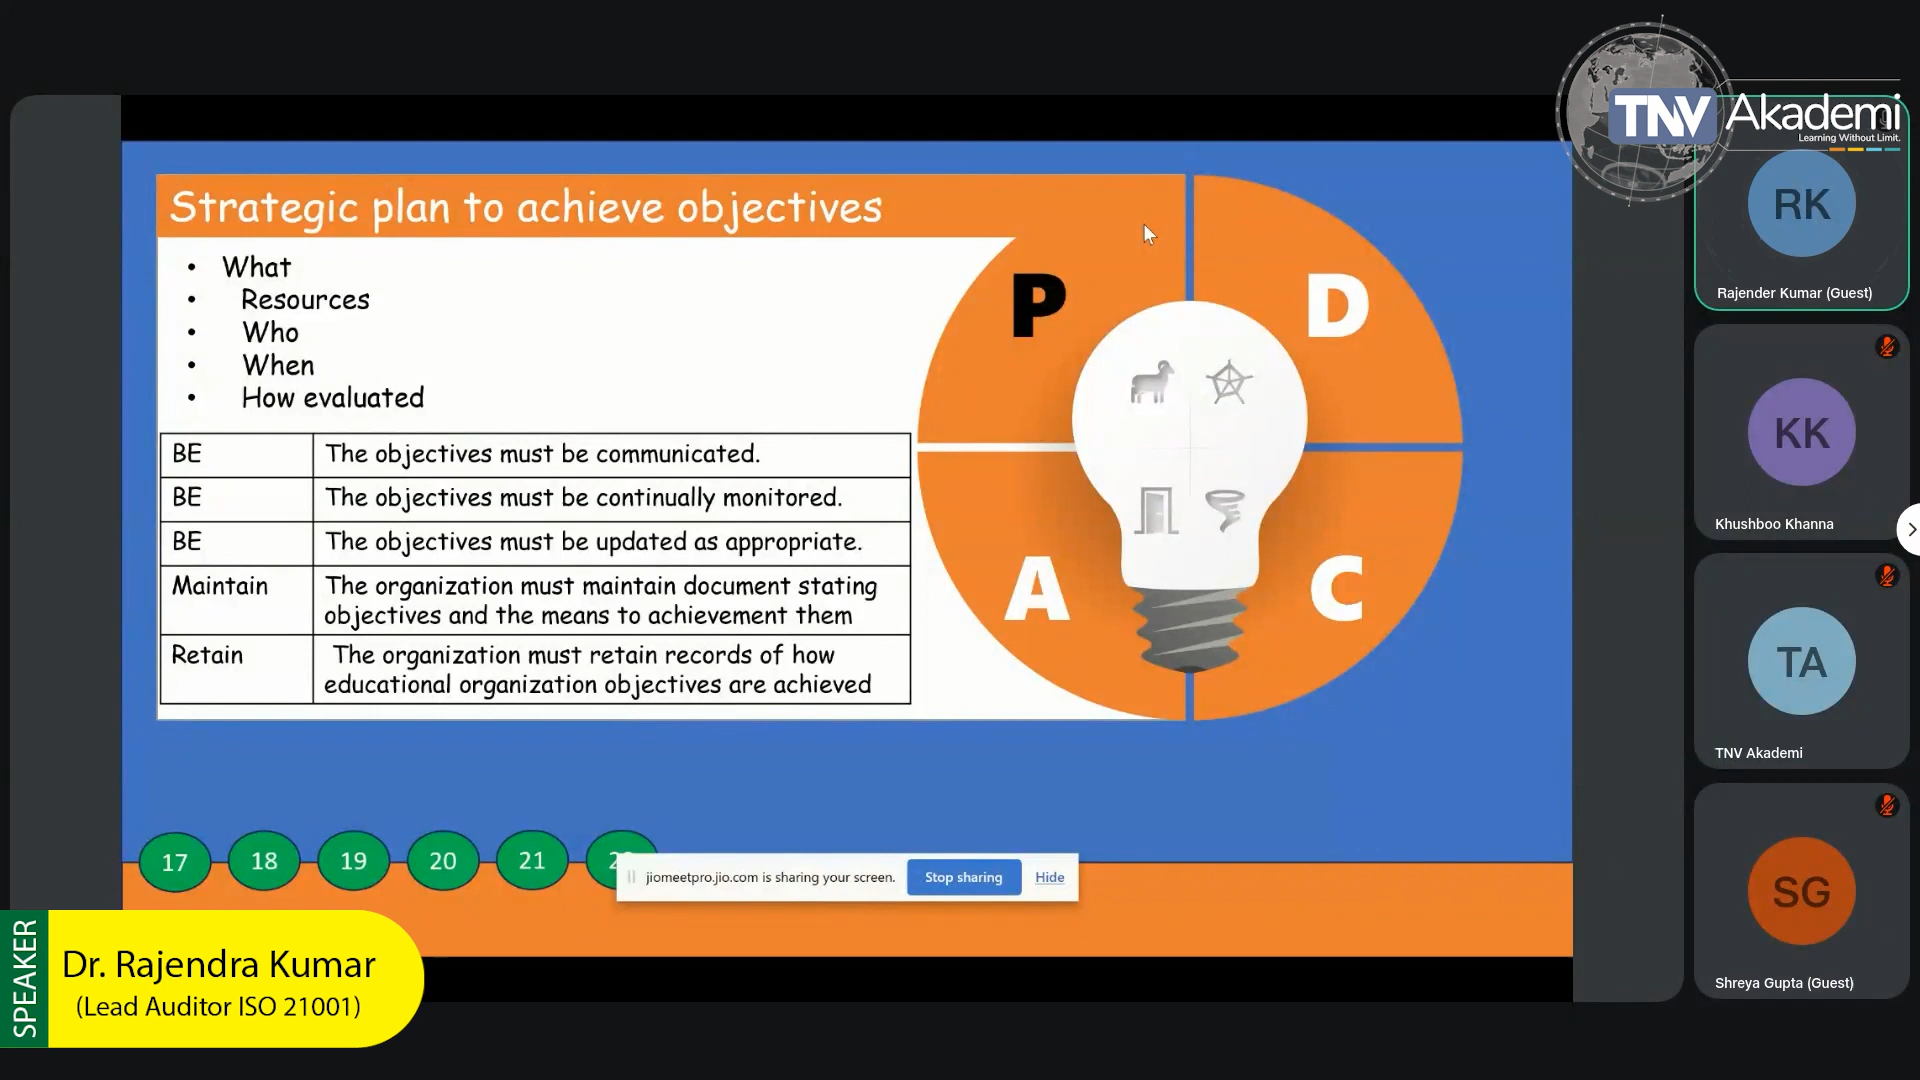 TNV Akademi
Learning Without Limit.
Strategic plan to achieve objectives
• What
• Resources
• Who
• When
• How evaluated
BE The objectives must be communicated.
BE The objectives must be continually monitored.
BE The objectives must be updated as appropriate.
Maintain The organization must maintain document stating
objectives and the means to achievement them
Retain The organization must retain records of how
educational organization objectives are achieved
P
D
A
C
17
18
19
20
21
jiomeetpro.jio.com is sharing your screen.
Stop sharing
Hide
SPEAKER
Dr. Rajendra Kumar
(Lead Auditor ISO 21001)
RK
Rajender Kumar (Guest)
KK
Khushboo Khanna
TA
TNV Akademi
SG
Shreya Gupta (Guest)